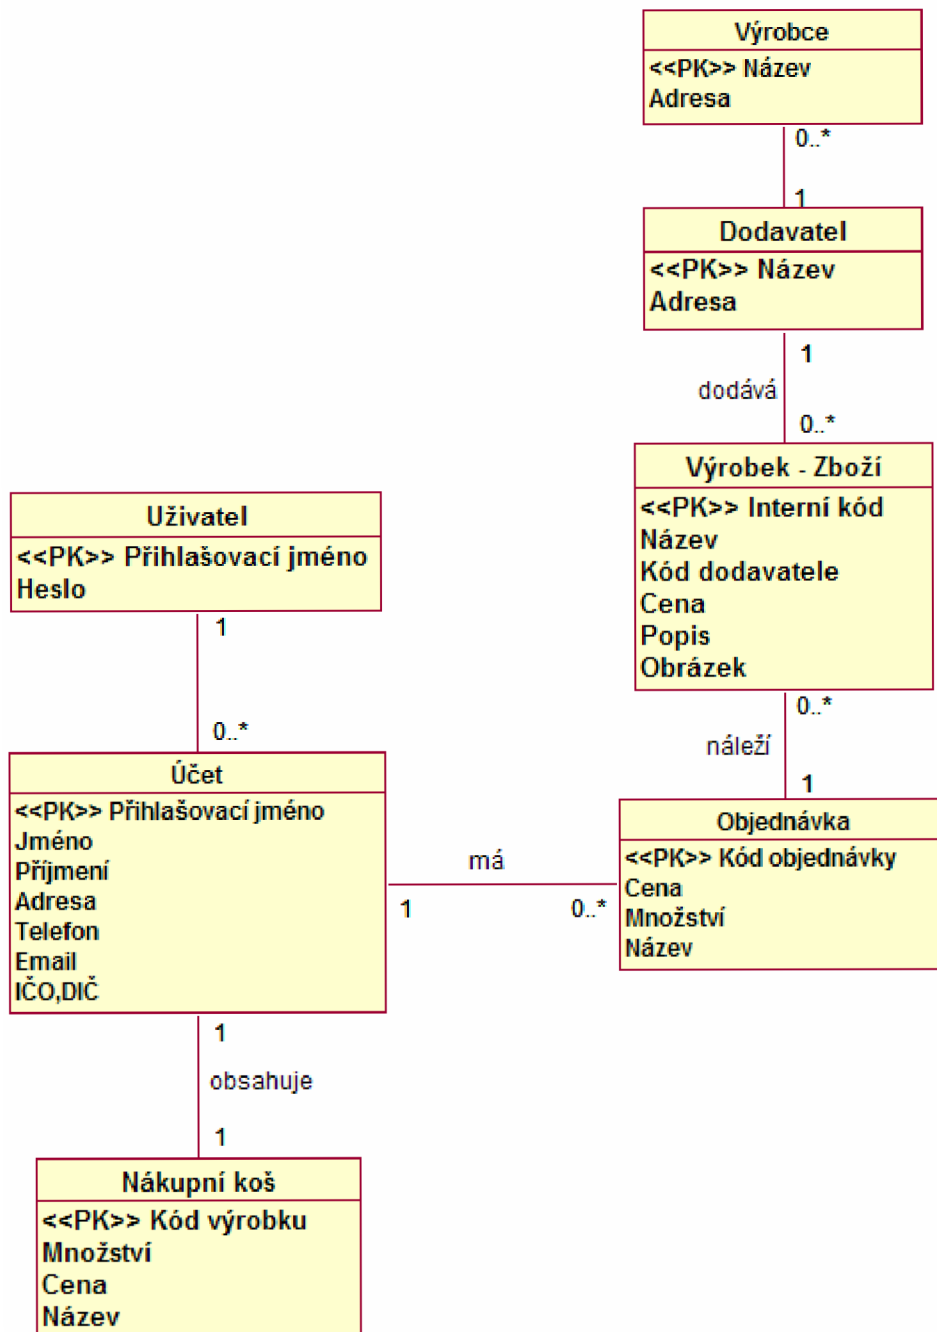 Výrobce
<<PK>> Název
Adresa
0..*
1
Dodavatel
<<PK>> Název
Adresa
1
dodává
0..*
Výrobek - Zboží
<<PK>> Interní kód
Název
Kód dodavatele
Cena
Popis
Obrázek
0..*
náleží
1
Uživatel
<<PK>> Přihlašovací jméno
Heslo
1
0..*
Účet
<<PK>> Přihlašovací jméno
Jméno
Příjmení
Adresa
Telefon
Email
IČO,DIČ
má
1
0..*
Objednávka
<<PK>> Kód objednávky
Cena
Množství
Název
1
obsahuje
1
Nákupní koš
<<PK>> Kód výrobku
Množství
Cena
Název